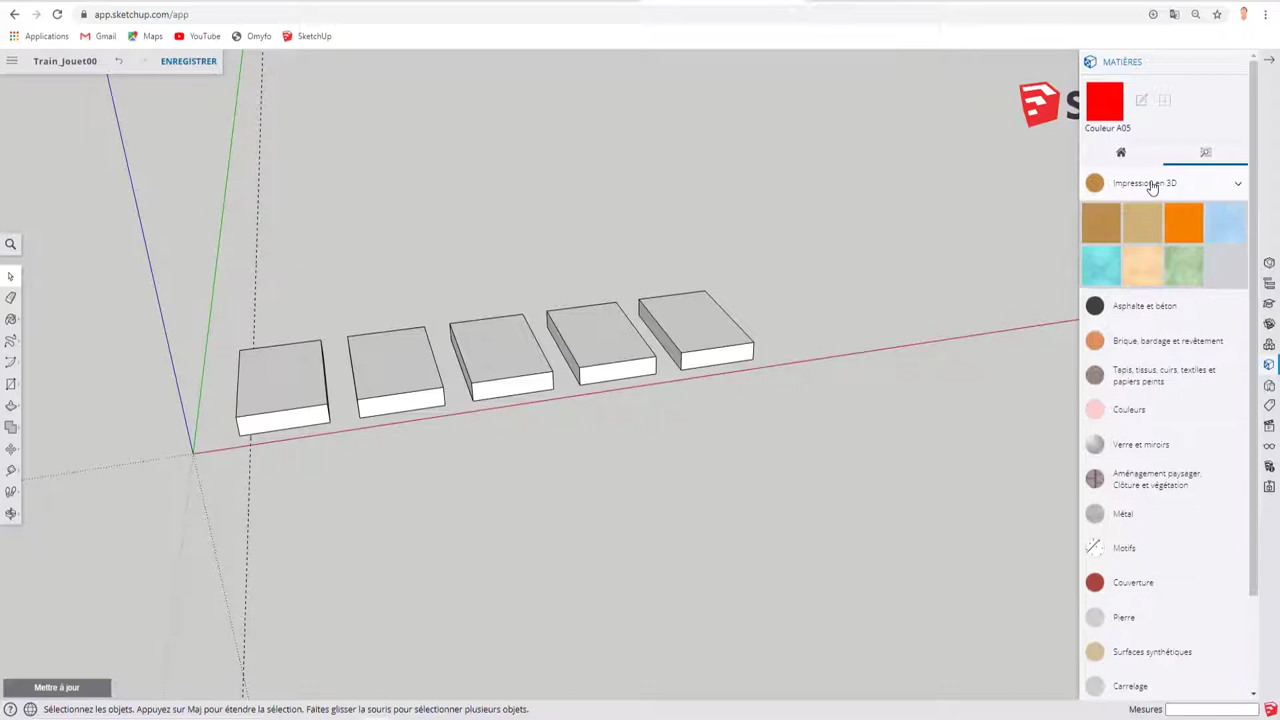 app.sketchup.com/app
Applications
Gmail
Maps
YouTube
Omyfo
SketchUp
Train_Jouet00
ENREGISTRER
MATIÈRES
S
Couleur A05
Impression en 3D
Asphalte et béton
Brique, bardage et revêtement
Tapis, tissus, cuirs, textiles et
papiers peints
Couleurs
Verre et miroirs
Aménagement paysager,
Clôture et végétation
Métal
Motifs
Couverture
Pierre
Surfaces synthétiques
Carrelage
Mettre à jour
Sélectionnez les objets. Appuyez sur Maj pour étendre la sélection. Faites glisser la souris pour sélectionner plusieurs objets.
Mesures